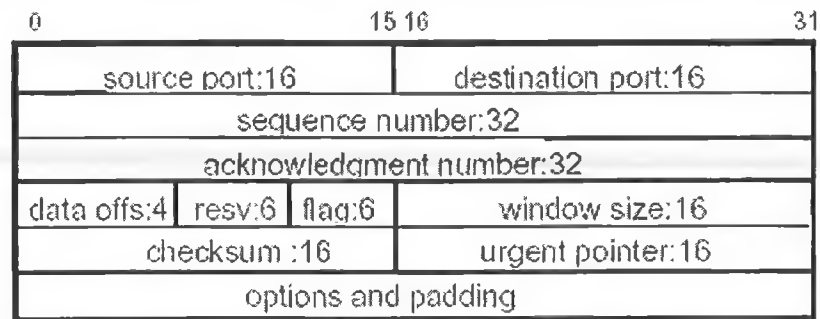 0 15 16 31
source port:16 destination port:16
sequence number:32
acknowledgment number:32
data offs:4 resv:6 flag:6 window size:16
checksum :16 urgent pointer:16
options and padding